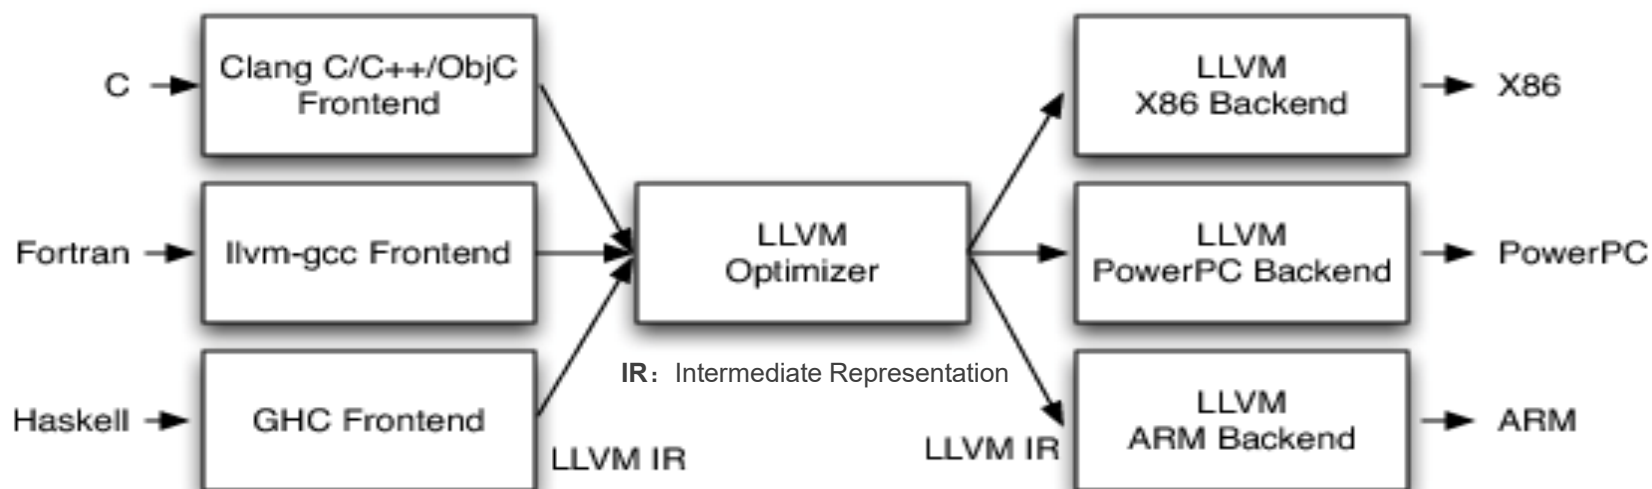 C
Clang C/C++/ObjC
Frontend
LLVM
X86 Backend
X86
Fortran
llvm-gcc Frontend
LLVM
Optimizer
LLVM
PowerPC Backend
PowerPC
IR：Intermediate Representation
Haskell
GHC Frontend
LLVM IR
LLVM IR
LLVM
ARM Backend
ARM